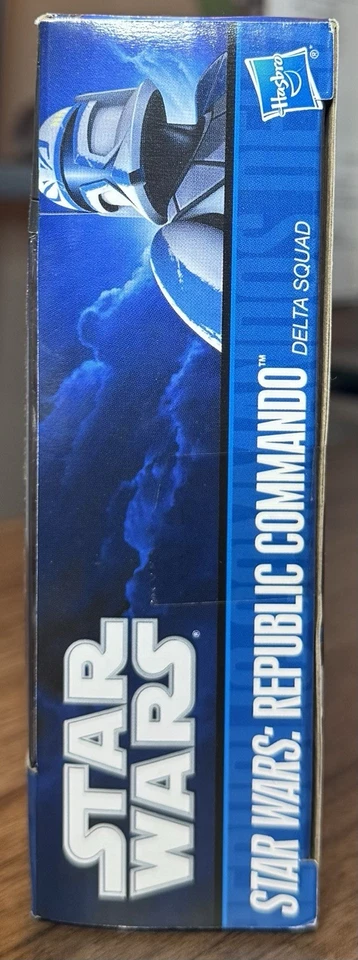 STAR
WARS®
STAR WARS: REPUBLIC COMMANDO™ DELTA SQUAD
Hasbro®